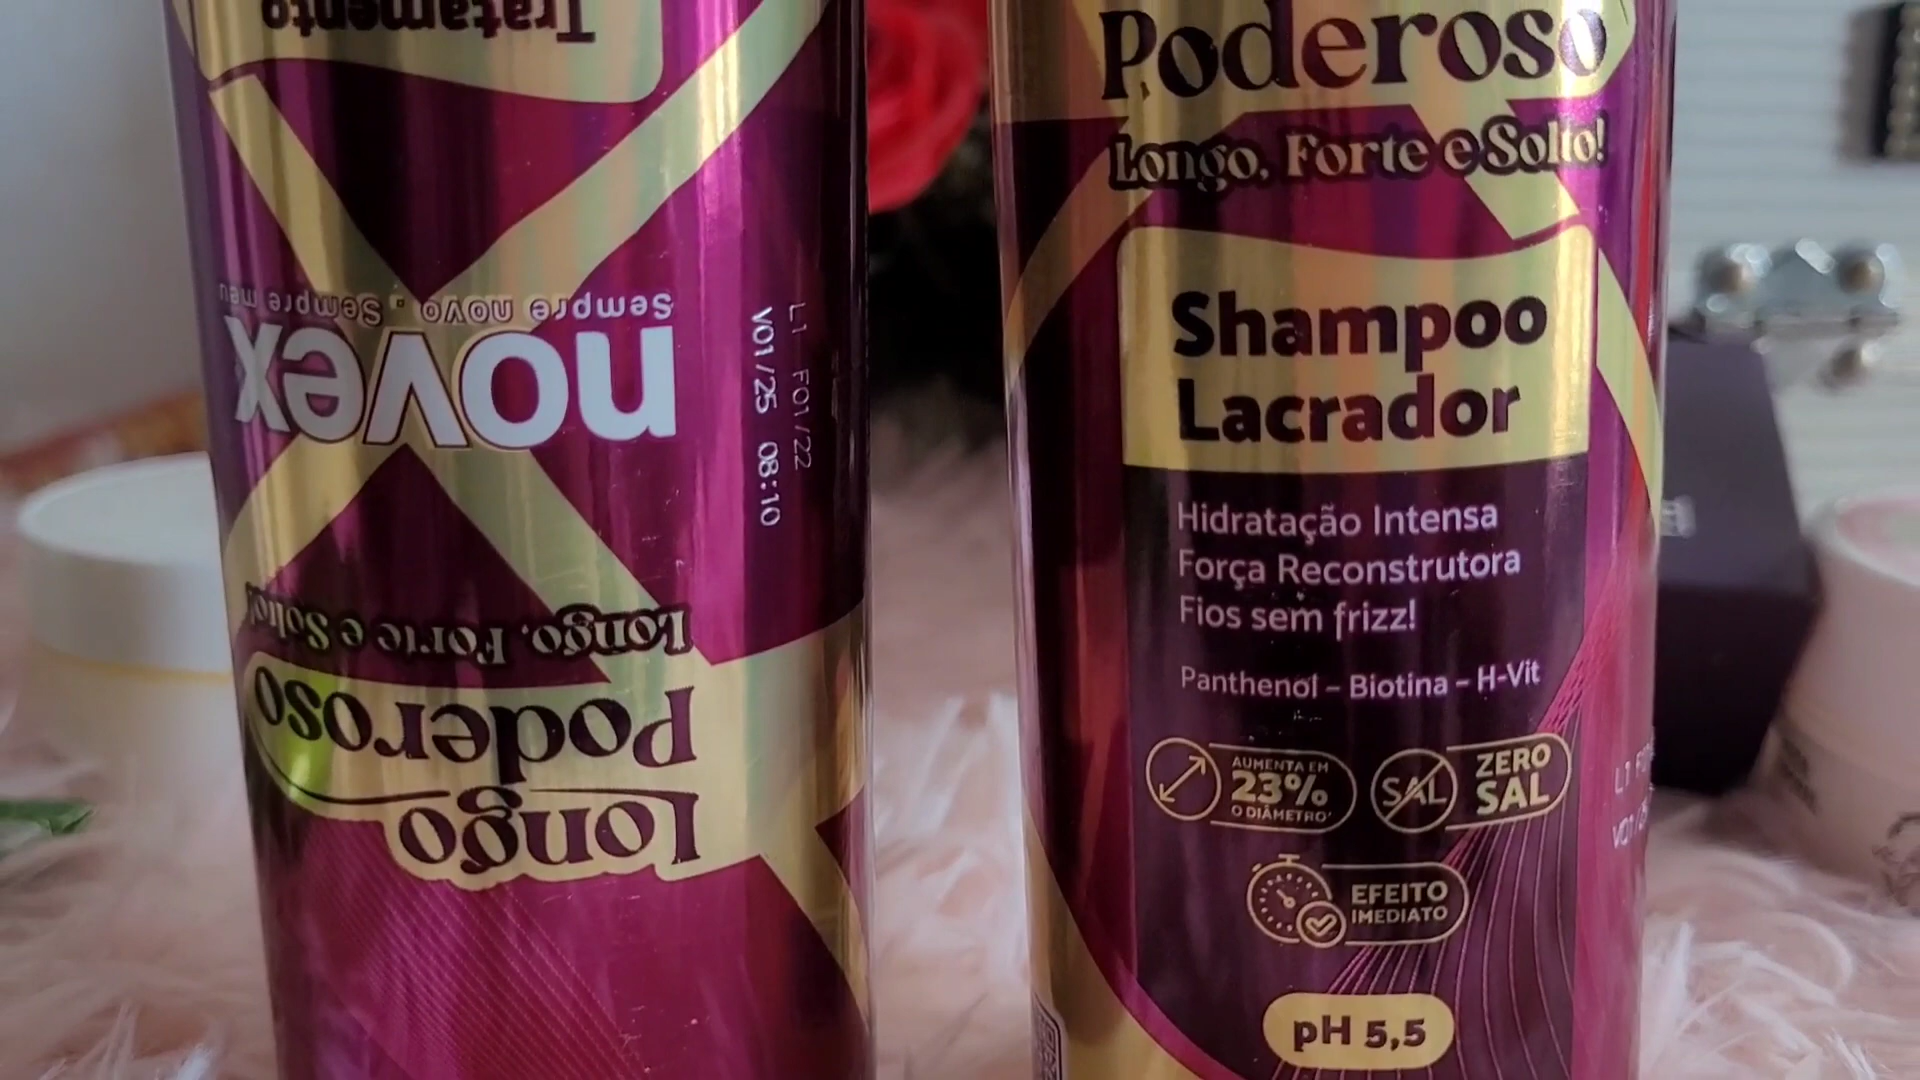 Tratamento
Sempre novo. Sempre meu
novex
L1 F01/22
V01/25 08:10
Longo, Forte e Solto!
Poderoso
Longo
Poderoso
Longo, Forte e Solto!
Shampoo
Lacrador
Hidratação Intensa
Força Reconstrutora
Fios sem frizz!
Panthenol – Biotina – H-Vit
AUMENTA EM
23%
O DIÂMETRO
SAL
ZERO
SAL
EFEITO
IMEDIATO
pH 5,5